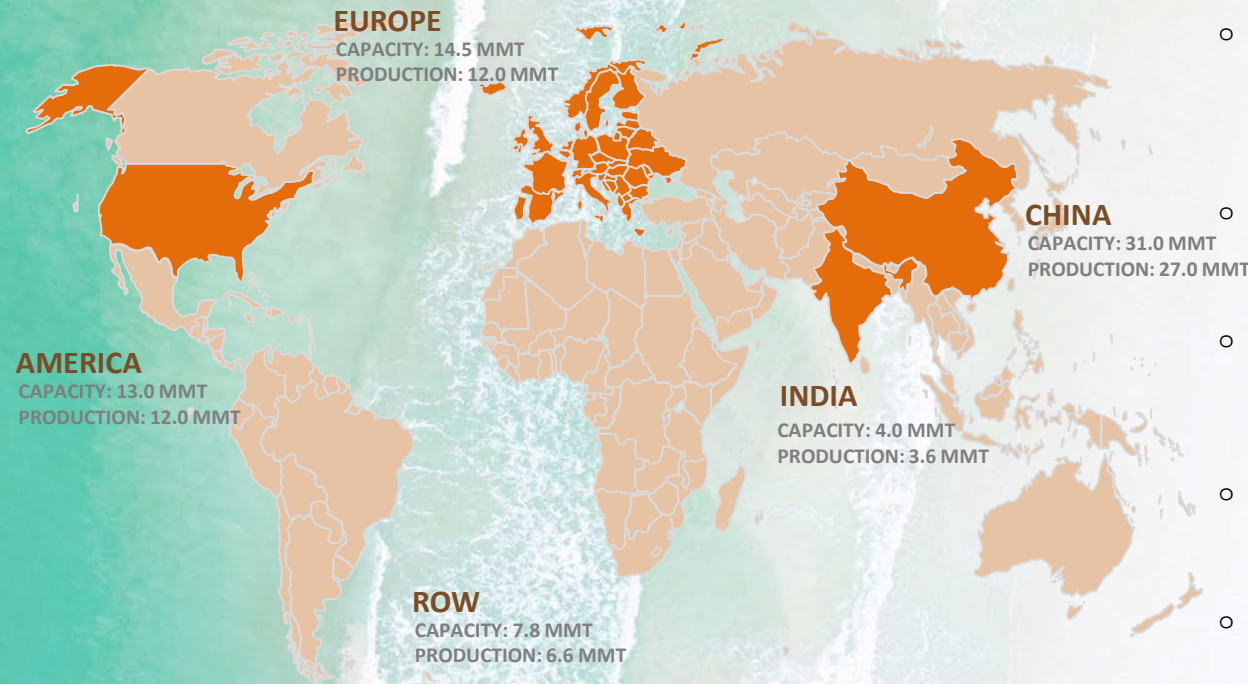 EUROPE
CAPACITY: 14.5 MMT
PRODUCTION: 12.0 MMT
CHINA
CAPACITY: 31.0 MMT
PRODUCTION: 27.0 MMT
AMERICA
CAPACITY: 13.0 MMT
PRODUCTION: 12.0 MMT
INDIA
CAPACITY: 4.0 MMT
PRODUCTION: 3.6 MMT
ROW
CAPACITY: 7.8 MMT
PRODUCTION: 6.6 MMT